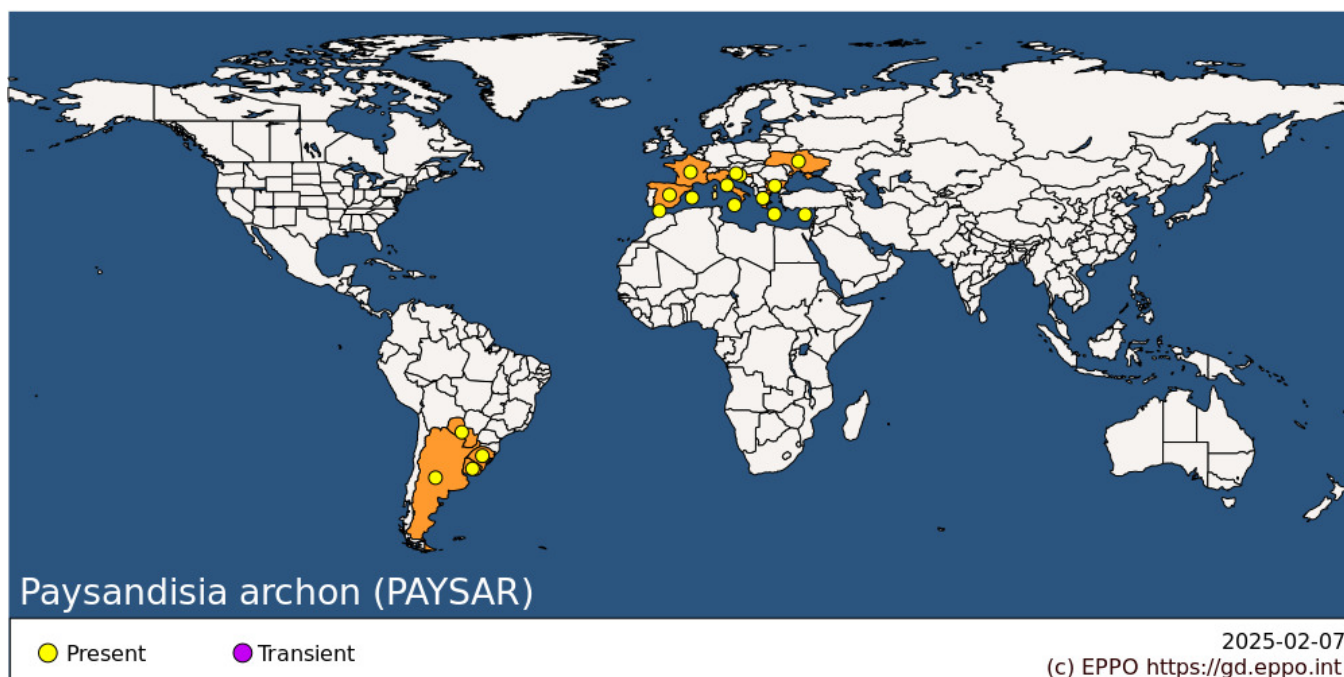 Paysandisia archon (PAYSAR)
Present
Transient
2025-02-07
(c) EPPO https://gd.eppo.int